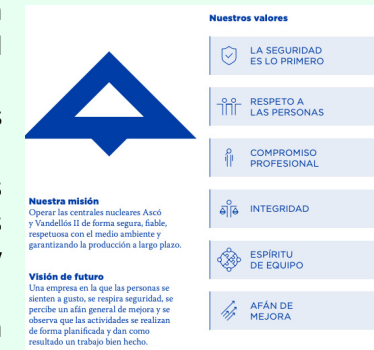 Nuestros valores
LA SEGURIDAD
ES LO PRIMERO
RESPETO A
LAS PERSONAS
COMPROMISO
PROFESIONAL
INTEGRIDAD
ESPÍRITU
DE EQUIPO
AFÁN DE
MEJORA
Nuestra misión
Operar las centrales nucleares Ascó
y Vandellós II de forma segura, fiable,
respetuosa con el medio ambiente y
garantizando la producción a largo plazo.
Visión de futuro
Una empresa en la que las personas se
sienten a gusto, se respira seguridad, se
percibe un afán general de mejora y se
observa que las actividades se realizan
de forma planificada y dan como
resultado un trabajo bien hecho.